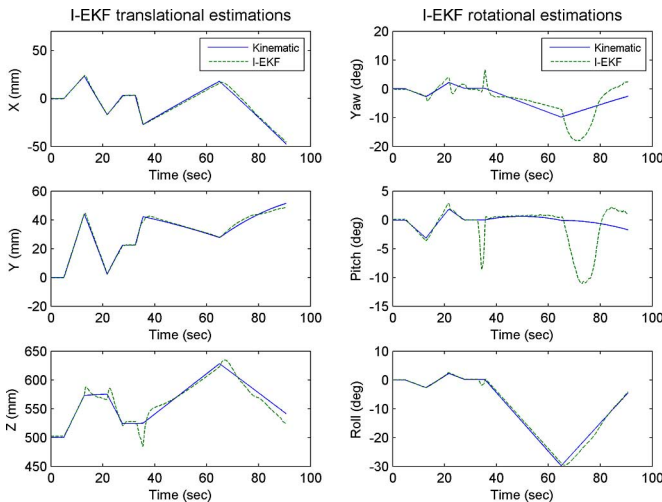 I-EKF translational estimations
I-EKF rotational estimations
50
0
-50
X (mm)
0 20 40 60 80 100
Time (sec)
Kinematic
I-EKF
20
10
0
-10
-20
Yaw (deg)
0 20 40 60 80 100
Time (sec)
Kinematic
I-EKF
60
40
20
0
-20
Y (mm)
0 20 40 60 80 100
Time (sec)
5
0
-5
-10
-15
Pitch (deg)
0 20 40 60 80 100
Time (sec)
650
600
550
500
450
Z (mm)
0 20 40 60 80 100
Time (sec)
10
0
-10
-20
-30
Roll (deg)
0 20 40 60 80 100
Time (sec)